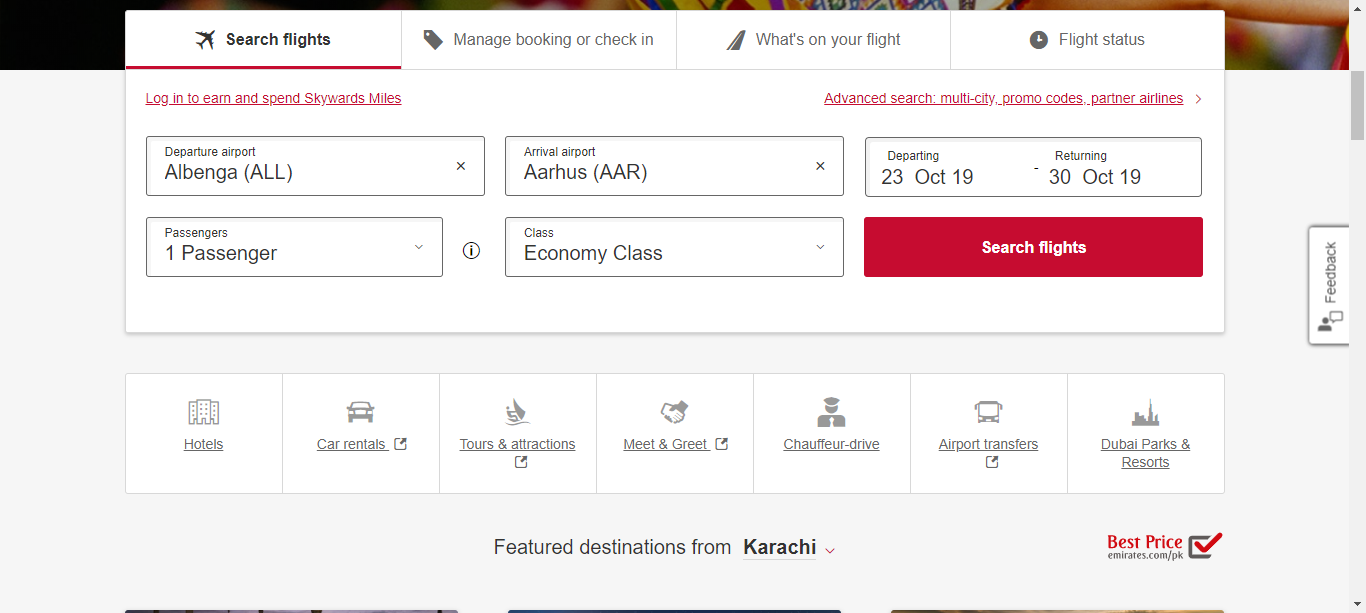 Search flights
Manage booking or check in
What's on your flight
Flight status
Log in to earn and spend Skywards Miles
Advanced search: multi-city, promo codes, partner airlines
Departure airport
Albenga (ALL)
Arrival airport
Aarhus (AAR)
Departing
23 Oct 19
-
Returning
30 Oct 19
Passengers
1 Passenger
Class
Economy Class
Search flights
Feedback
Hotels
Car rentals
Tours & attractions
Meet & Greet
Chauffeur-drive
Airport transfers
Dubai Parks &
Resorts
Featured destinations from Karachi
Best Price
emirates.com/pk